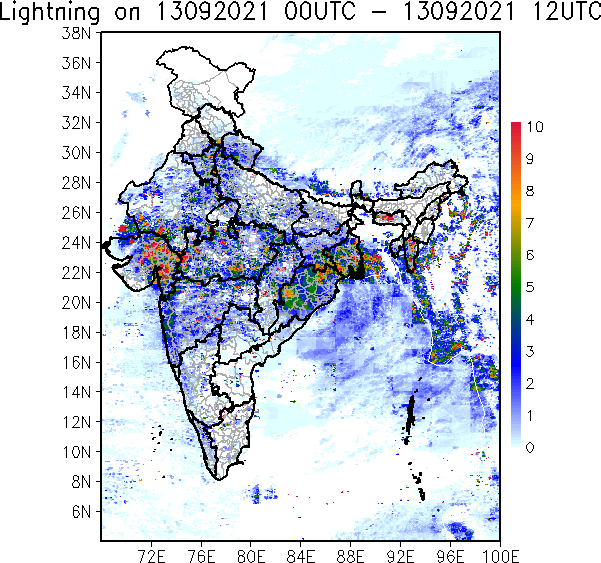 Lightning on 13092021 00UTC – 13092021 12UTC
38N
36N
34N
32N
30N
28N
26N
24N
22N
20N
18N
16N
14N
12N
10N
8N
6N
72E 76E 80E 84E 88E 92E 96E 100E
10
9
8
7
6
5
4
3
2
1
0